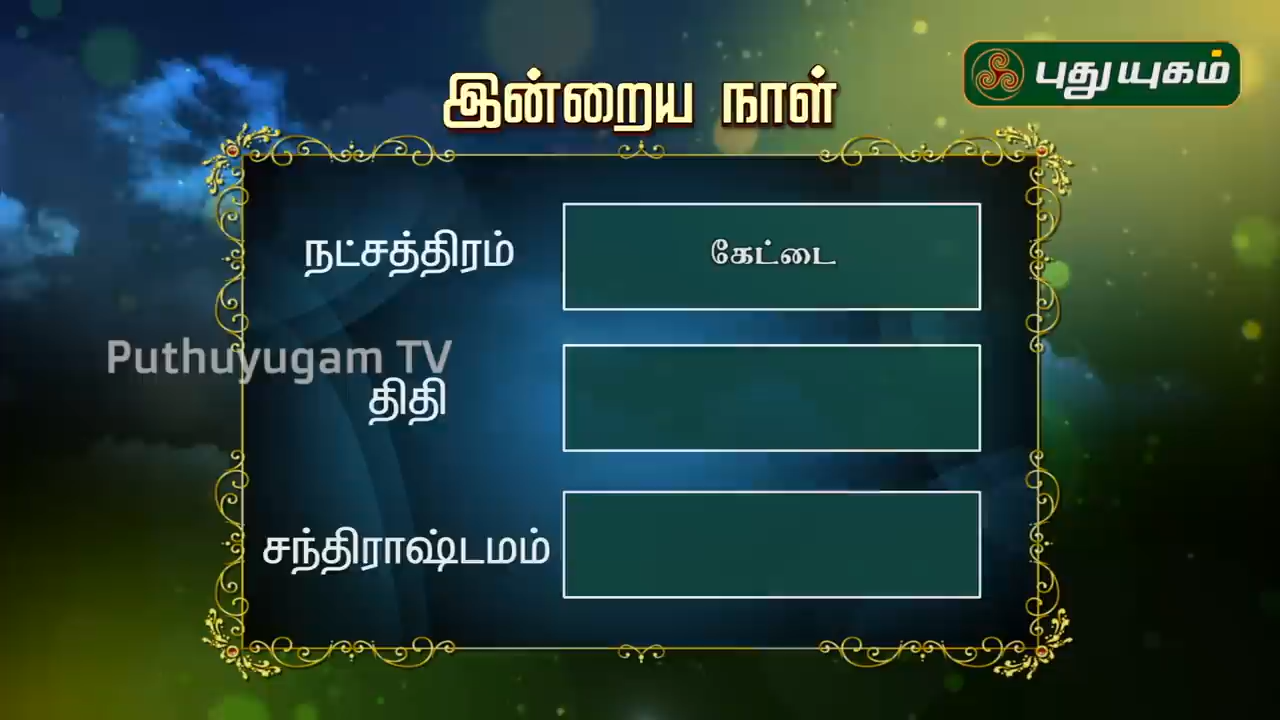 புதுயுகம்
இன்றைய நாள்
நட்சத்திரம் கேட்டை
Puthuyugam TV
திதி
சந்திராஷ்டமம்